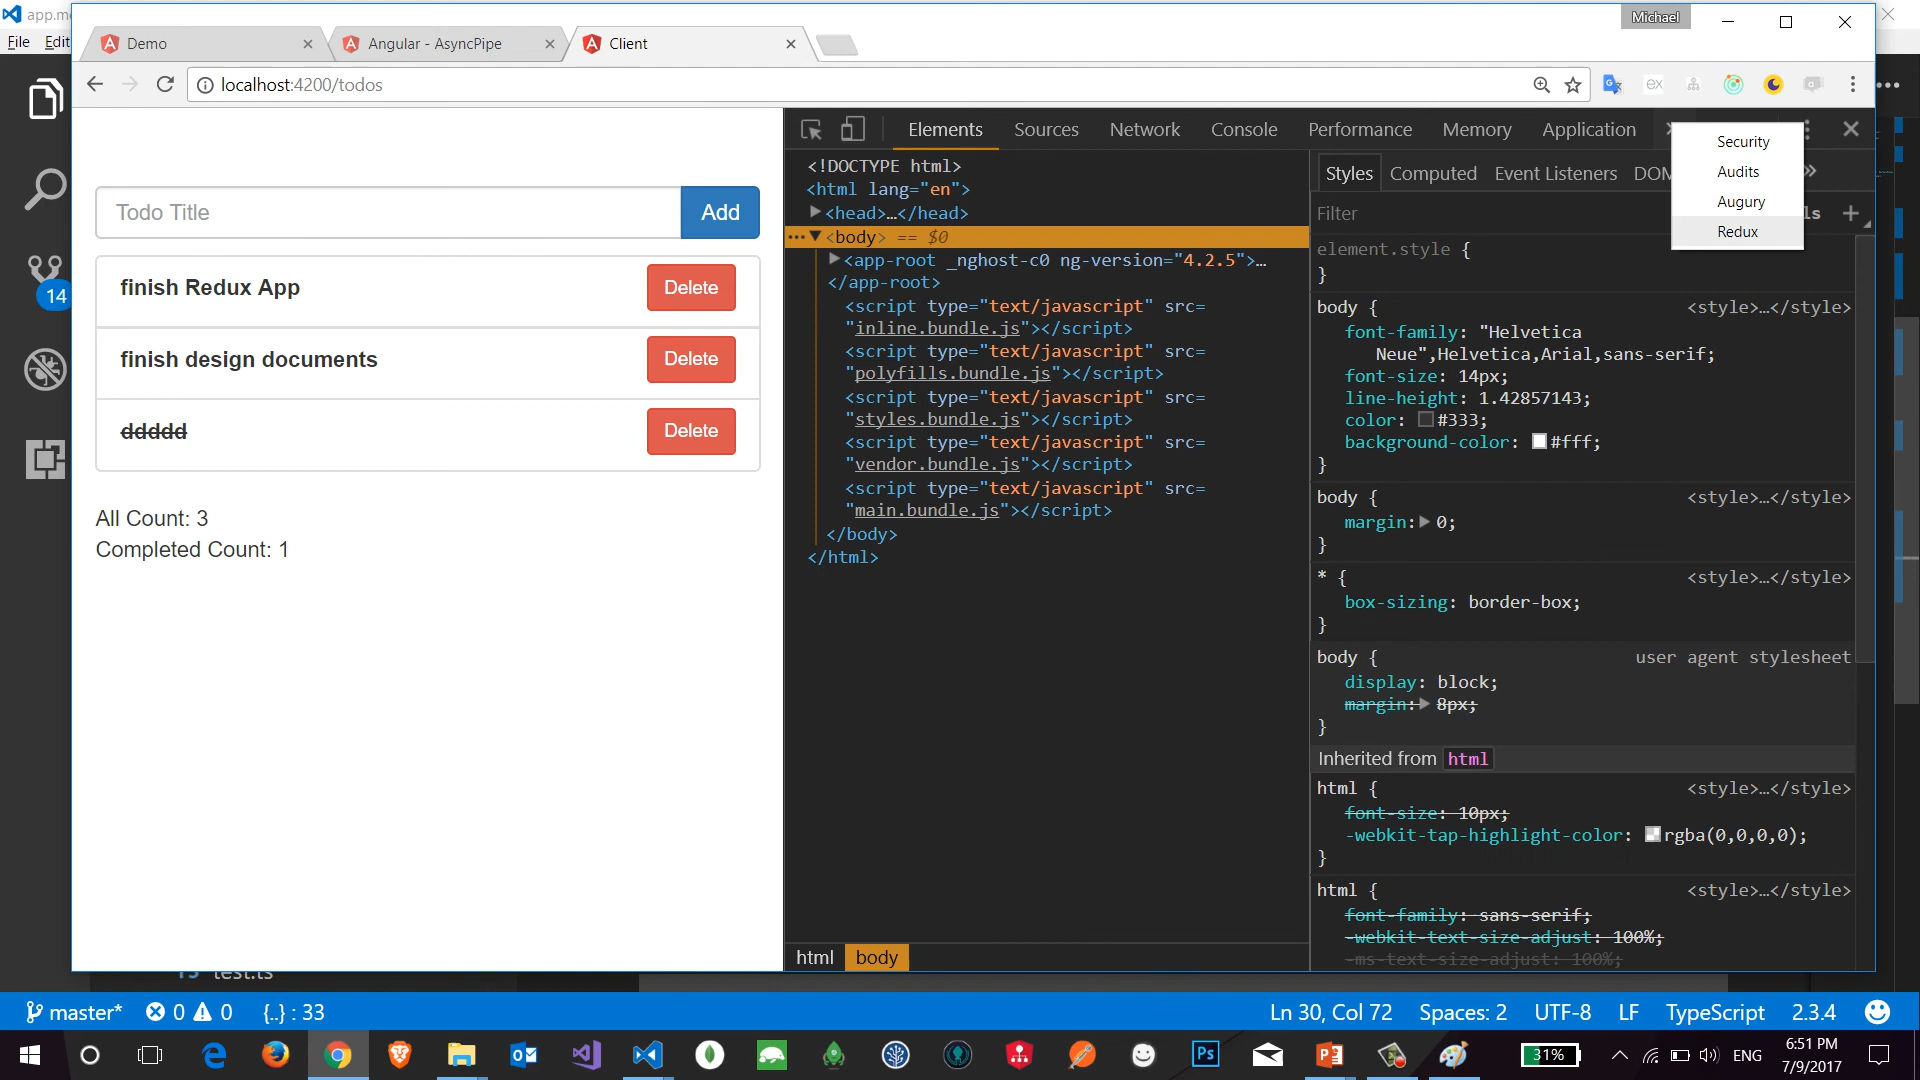 app.m
Michael
File Edit
Demo
Angular - AsyncPipe
Client
localhost:4200/todos
Elements Sources Network Console Performance Memory Application
Security
Audits
Augury
Redux
Todo Title
Add
finish Redux App
Delete
finish design documents
Delete
ddddd
Delete
All Count: 3
Completed Count: 1
14
<!DOCTYPE html>
<html lang="en">
<head>…</head>
<body> == $0
<app-root _nghost-c0 ng-version="4.2.5">…
</app-root>
<script type="text/javascript" src=
"inline.bundle.js"></script>
<script type="text/javascript" src=
"polyfills.bundle.js"></script>
<script type="text/javascript" src=
"styles.bundle.js"></script>
<script type="text/javascript" src=
"vendor.bundle.js"></script>
<script type="text/javascript" src=
"main.bundle.js"></script>
</body>
</html>
html body
Styles Computed Event Listeners DOM
Filter
ls +
element.style {
}
body { <style>…</style>
font-family: "Helvetica
Neue",Helvetica,Arial,sans-serif;
font-size: 14px;
line-height: 1.42857143;
color: #333;
background-color: #fff;
}
body { <style>…</style>
margin: 0;
}
* { <style>…</style>
box-sizing: border-box;
}
body { user agent stylesheet
display: block;
margin: 8px;
}
Inherited from html
html { <style>…</style>
font-size: 10px;
-webkit-tap-highlight-color: rgba(0,0,0,0);
}
html { <style>…</style>
font-family: sans-serif;
-webkit-text-size-adjust: 100%;
-ms-text-size-adjust: 100%;
test.ts
master* 0 0 {..} : 33
Ln 30, Col 72 Spaces: 2 UTF-8 LF TypeScript 2.3.4
31% ENG
6:51 PM
7/9/2017